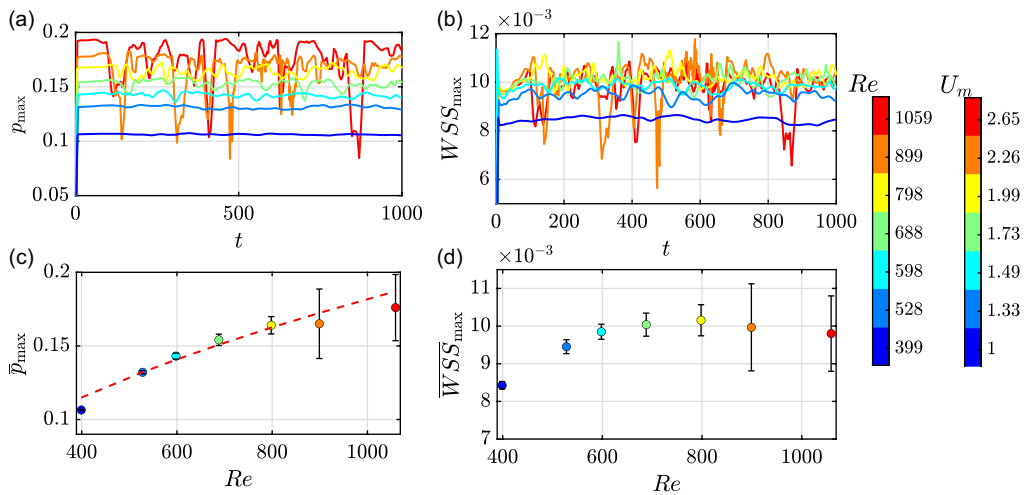 (a)
0.2
0.15
0.1
0.05
p_max
0 500 1000
t
(b)
×10⁻³
12
10
8
6
WSS_max
0 200 400 600 800 1000
t
Re
1059
899
798
688
598
528
399
U_m
2.65
2.26
1.99
1.73
1.49
1.33
1
(c)
0.2
0.15
0.1
p̅_max
400 600 800 1000
Re
(d)
×10⁻³
11
10
9
8
7
W̅S̅S̅_max
400 600 800 1000
Re